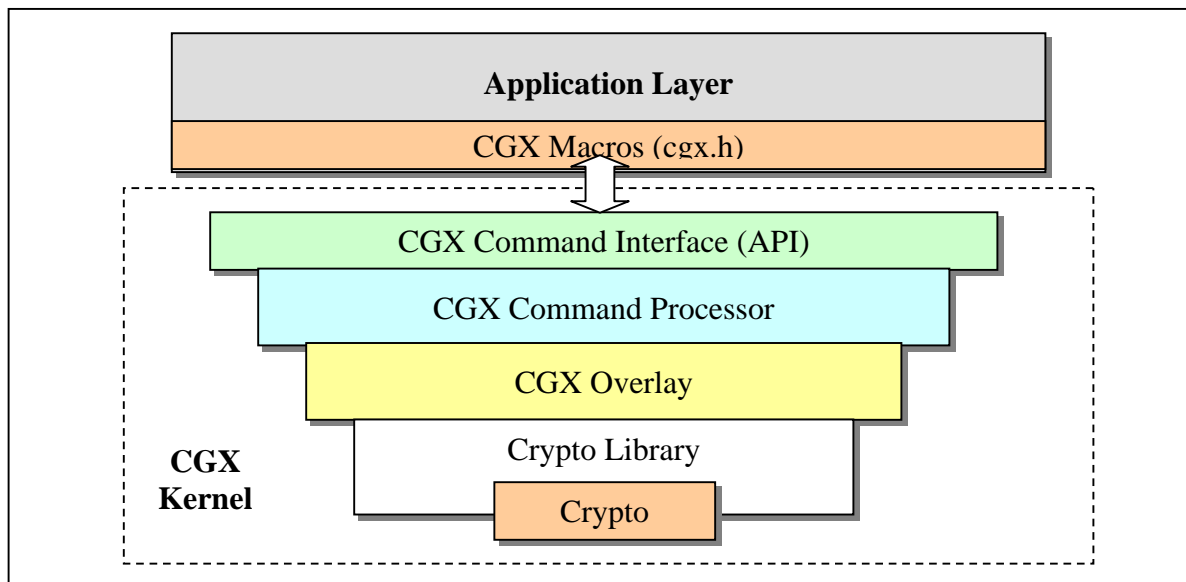 Application Layer
CGX Macros (cgx.h)
CGX Command Interface (API)
CGX Command Processor
CGX Overlay
Crypto Library
CGX
Kernel
Crypto